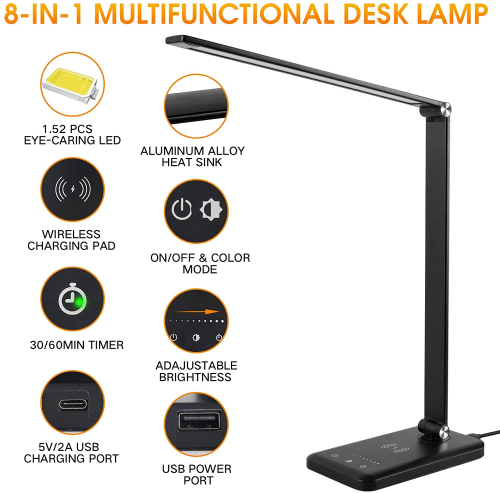 8-IN-1 MULTIFUNCTIONAL DESK LAMP
1.52 PCS
EYE-CARING LED
ALUMINUM ALLOY
HEAT SINK
WIRELESS
CHARGING PAD
ON/OFF & COLOR
MODE
30/60MIN TIMER
ADAJUSTABLE
BRIGHTNESS
5V/2A USB
CHARGING PORT
USB POWER
PORT